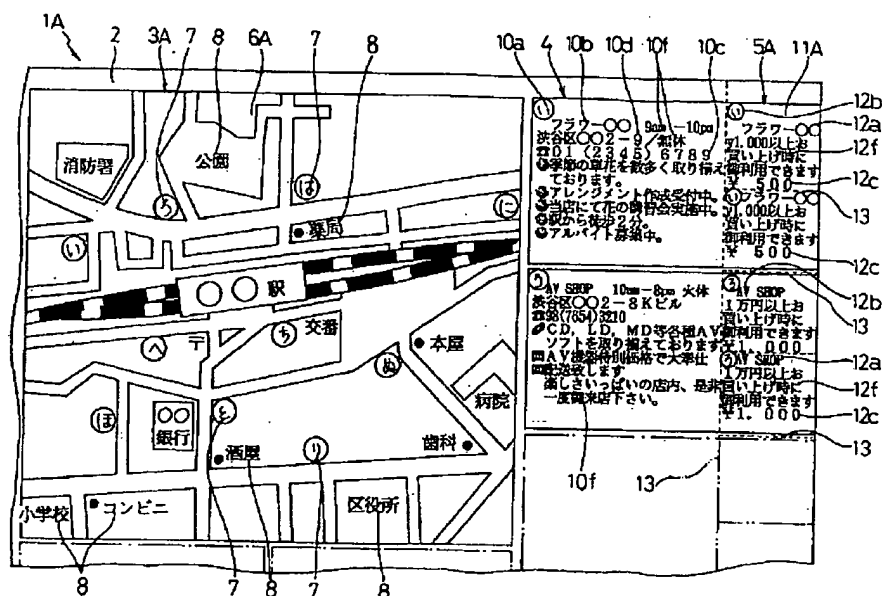 1A
2
3A
7
8
6A
7
8
10a
4
10b
10d
10f
10c
5A
11A
12b
12a
12f
12c
13
12c
12b
13
12a
12f
12c
13
消防署
公園
ろ
は
に
い
薬局
○○駅
へ
〒
ち
交番
本屋
ぬ
病院
ほ
○○
銀行
と
酒屋
り
歯科
小学校
コンビニ
区役所
8
7
8
7
8
10f
13
い
フラワー○○ 9am-10pm
渋谷区○○2-9 無休
☎01(2345)6789
季節の草花を数多く取り揃え
ております。
アレンジメント作成受付中。
当店にて花の講習会実施中。
駅から徒歩2分。
アルバイト募集中。
い
フラワー○○
¥1,000以上お
買い上げ時に
御利用できます
¥ 500
い フラワー○○
¥1,000以上お
買い上げ時に
御利用できます
¥ 500
ろ
AV SHOP 10am-8pm 火休
渋谷区○○2-8Kビル
☎98(7654)3210
CD、LD、MD等各種AV
ソフトを取り揃えております
AV機器特別価格で大奉仕
配送致します
楽しさいっぱいの店内、是非
一度御来店下さい。
ろ
AV SHOP
1万円以上お
買い上げ時に
御利用できます
¥1,000
ろ AV SHOP
1万円以上お
買い上げ時に
御利用できます
¥1,000